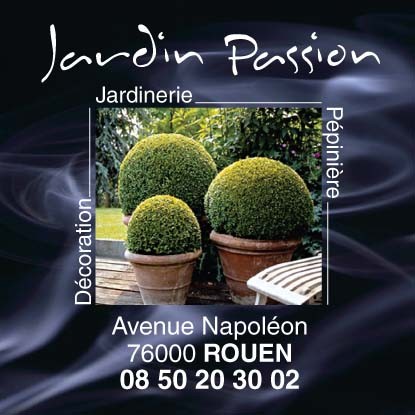 Jardin Passion
Jardinerie
Pépinière
Décoration
Avenue Napoléon
76000 ROUEN
08 50 20 30 02